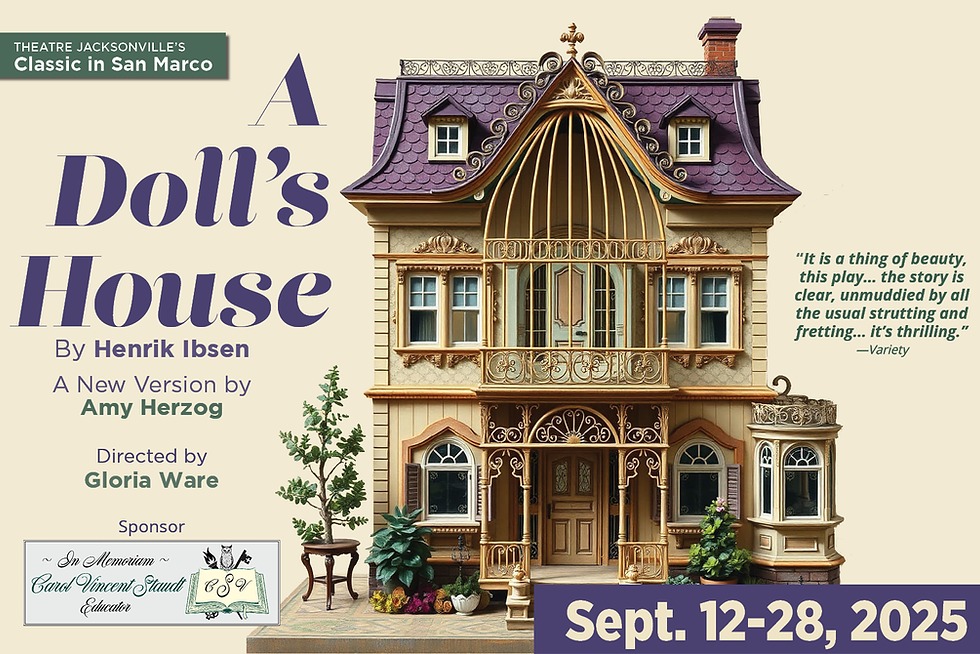 THEATRE JACKSONVILLE'S
Classic in San Marco
A
Doll's
House
By Henrik Ibsen
A New Version by
Amy Herzog
Directed by
Gloria Ware
Sponsor
~ In Memoriam ~
Carol Vincent Staudt
Educator
CSV
"It is a thing of beauty,
this play... the story is
clear, unmuddied by all
the usual strutting and
fretting... it's thrilling."
—Variety
Sept. 12-28, 2025